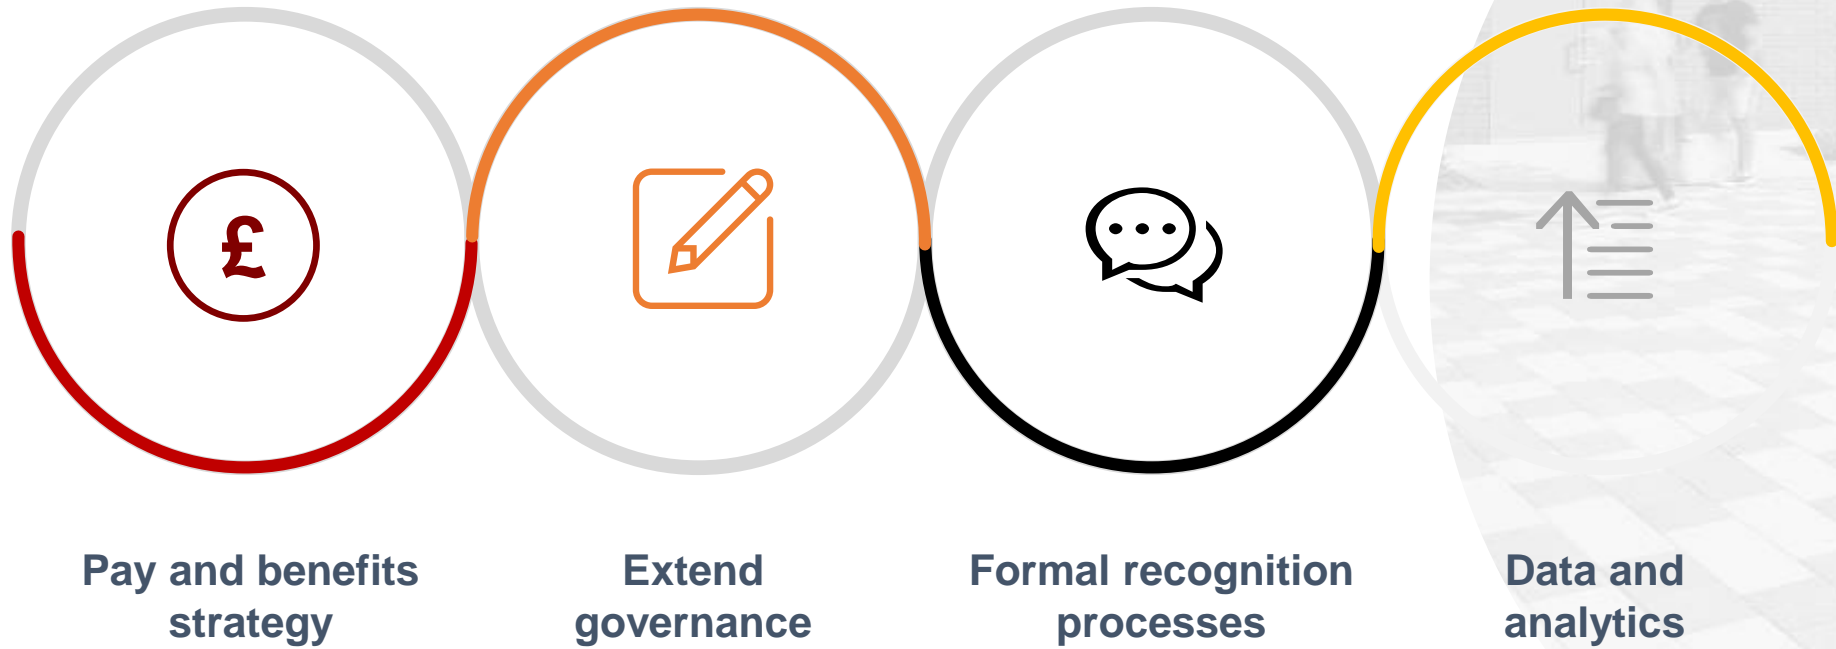 £
Pay and benefits
strategy
Extend
governance
Formal recognition
processes
Data and
analytics